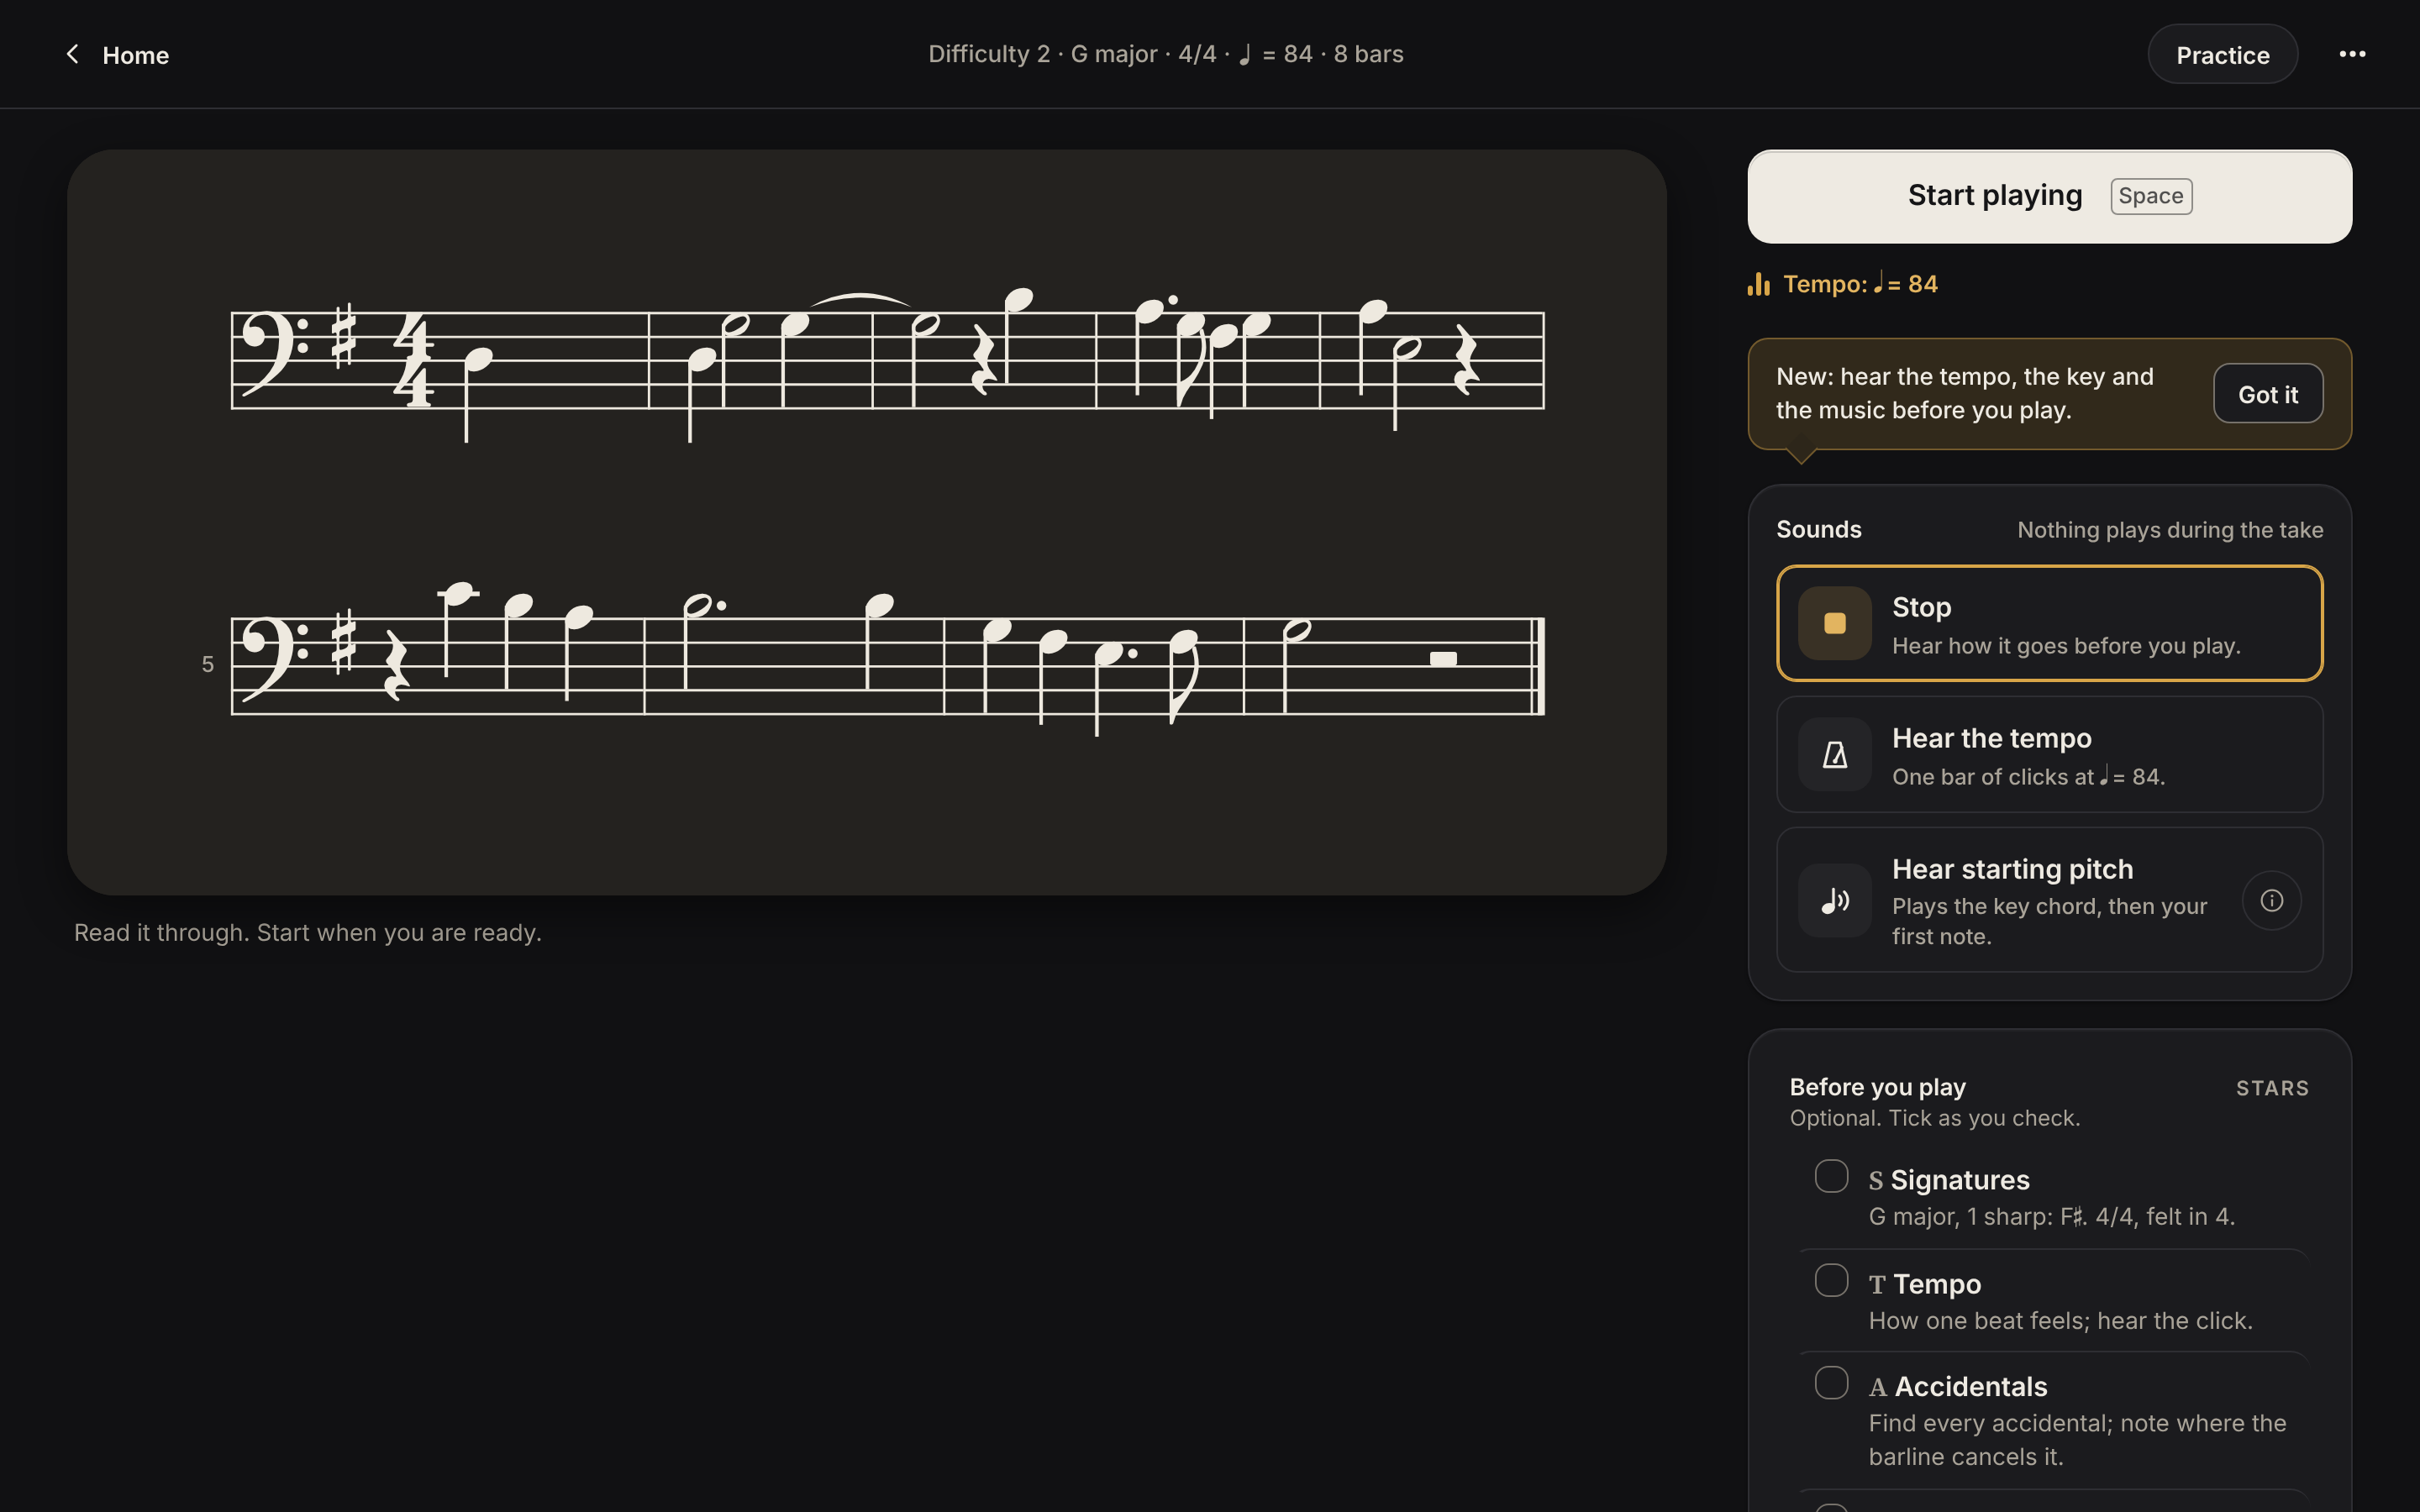 Home
Difficulty 2 · G major · 4/4 · ♩ = 84 · 8 bars
Practice
Start playing Space
Tempo: ♩ = 84
New: hear the tempo, the key and
the music before you play.
Got it
Sounds
Nothing plays during the take
Stop
Hear how it goes before you play.
Hear the tempo
One bar of clicks at ♩ = 84.
Hear starting pitch
Plays the key chord, then your
first note.
4
4
5
Read it through. Start when you are ready.
Before you play
STARS
Optional. Tick as you check.
S Signatures
G major, 1 sharp: F♯. 4/4, felt in 4.
T Tempo
How one beat feels; hear the click.
A Accidentals
Find every accidental; note where the
barline cancels it.